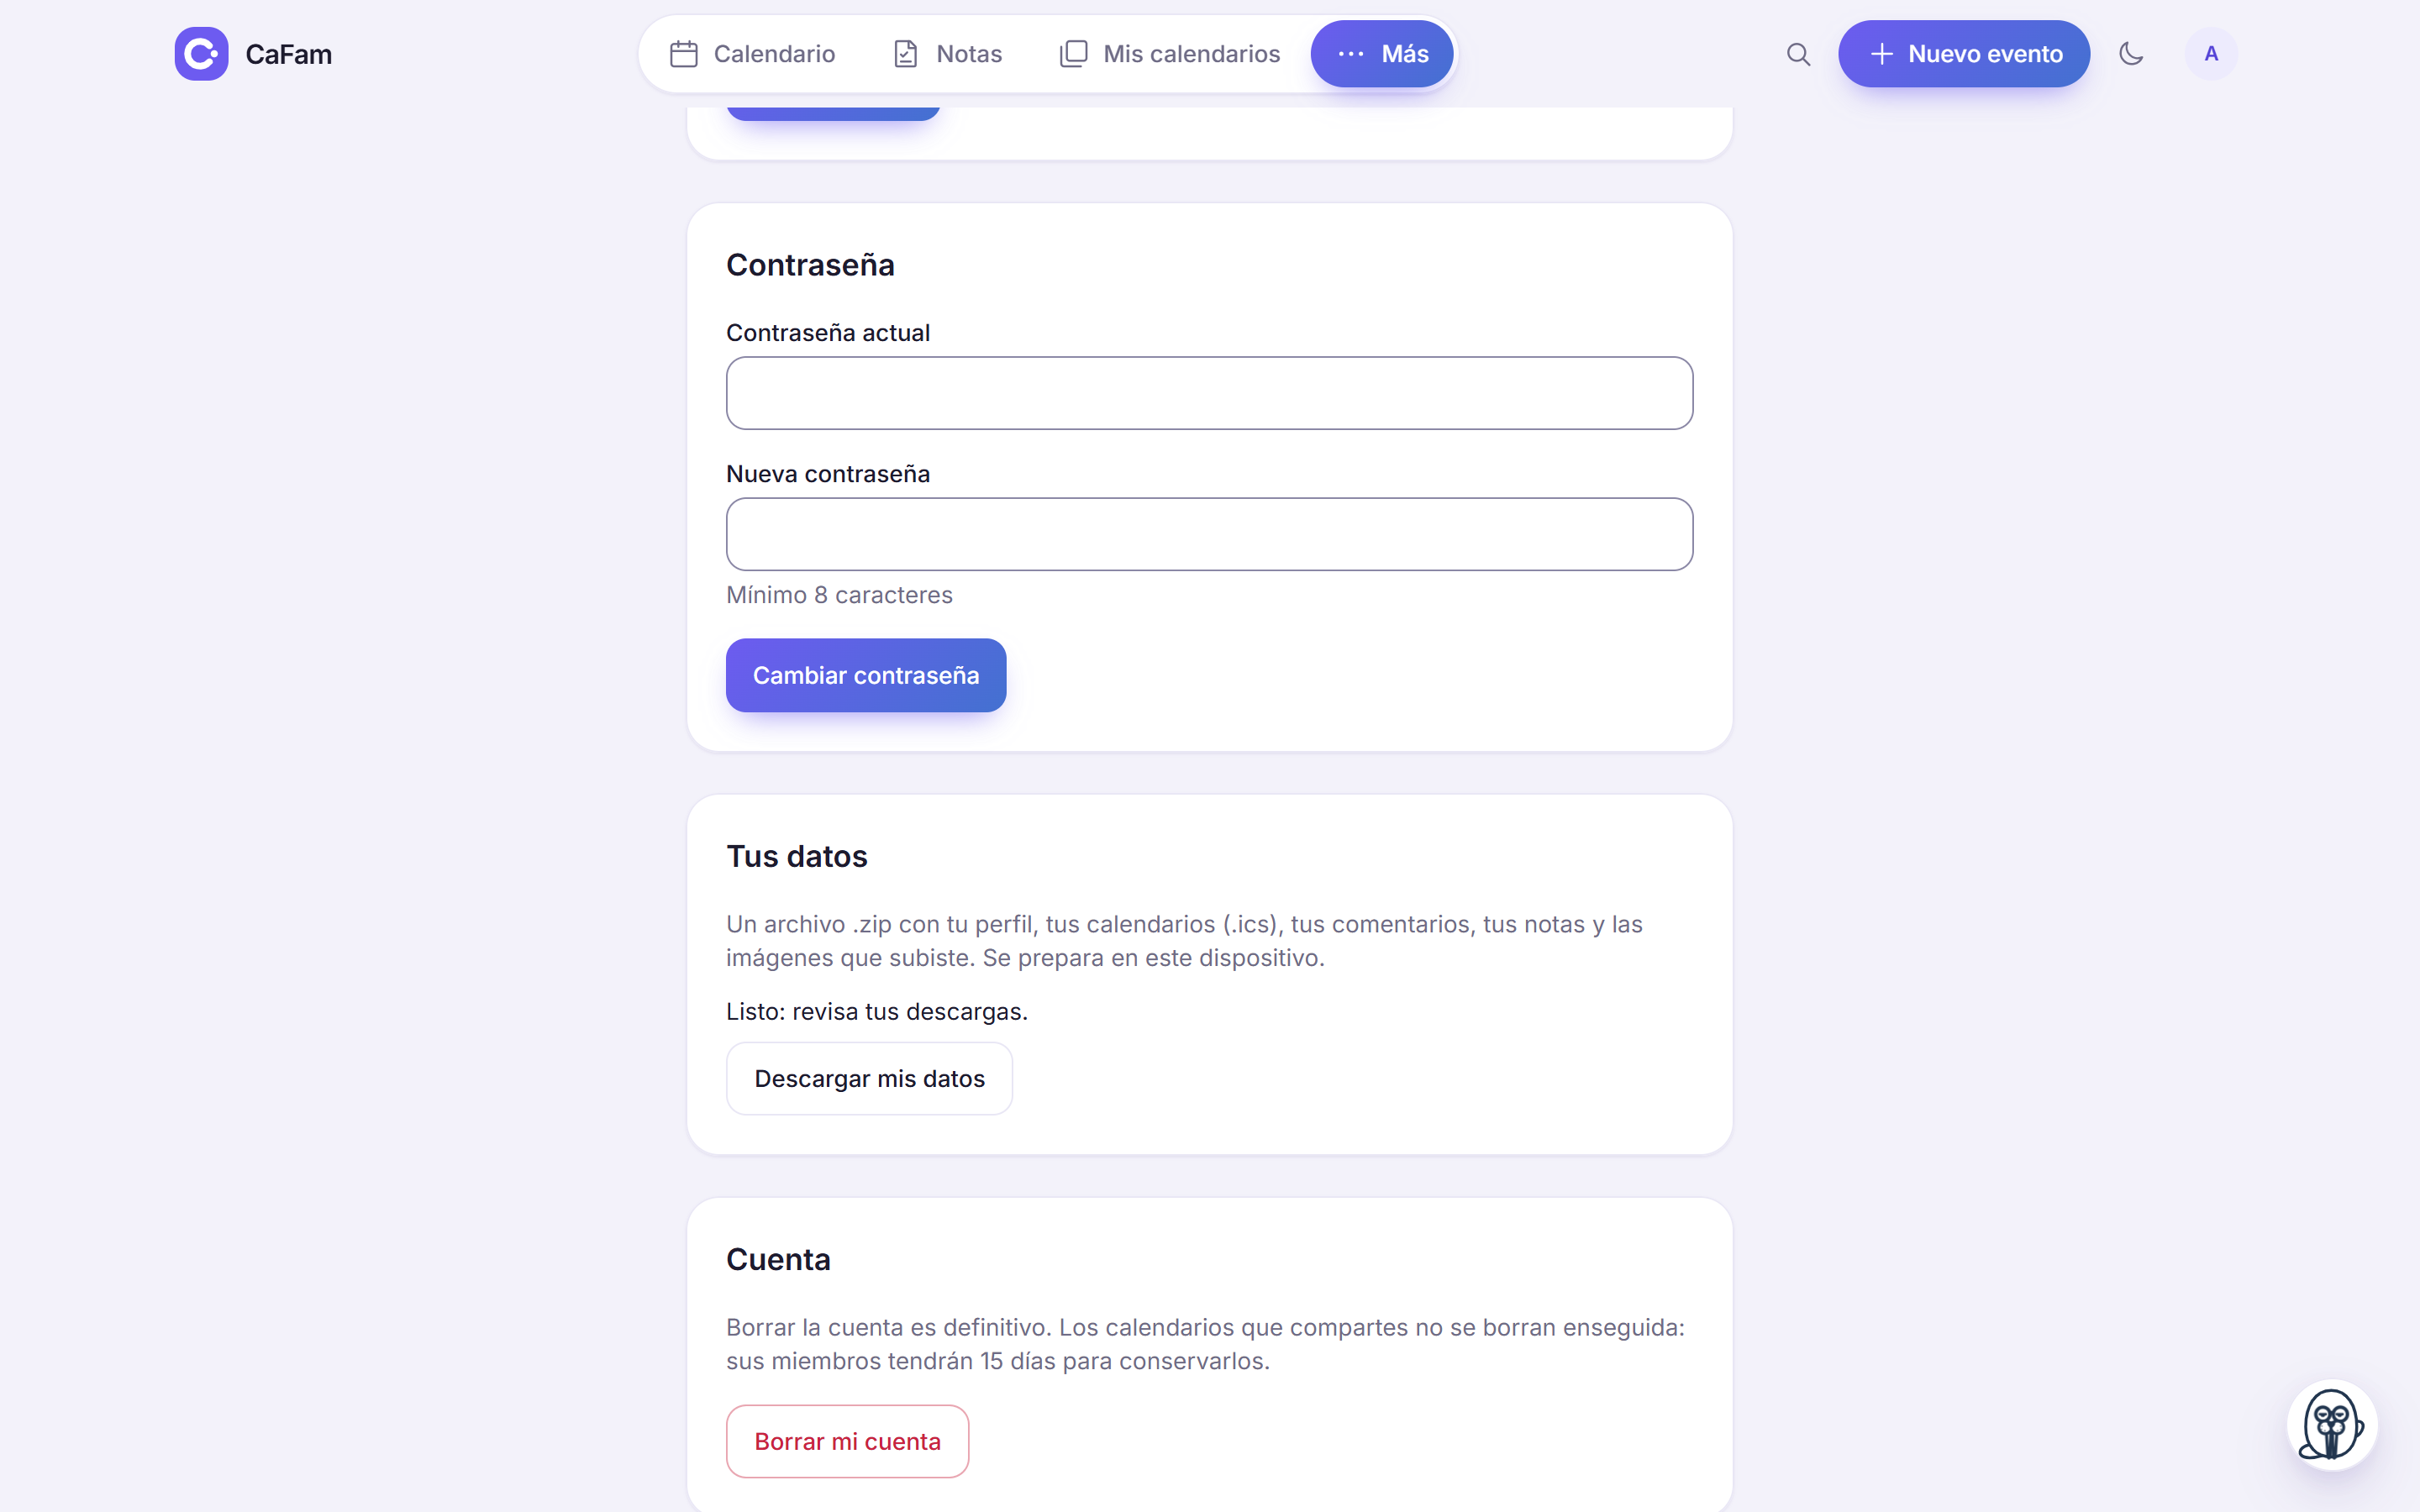 CaFam
Calendario
Notas
Mis calendarios
Más
Nuevo evento
A
Contraseña
Contraseña actual
Nueva contraseña
Mínimo 8 caracteres
Cambiar contraseña
Tus datos
Un archivo .zip con tu perfil, tus calendarios (.ics), tus comentarios, tus notas y las
imágenes que subiste. Se prepara en este dispositivo.
Listo: revisa tus descargas.
Descargar mis datos
Cuenta
Borrar la cuenta es definitivo. Los calendarios que compartes no se borran enseguida:
sus miembros tendrán 15 días para conservarlos.
Borrar mi cuenta